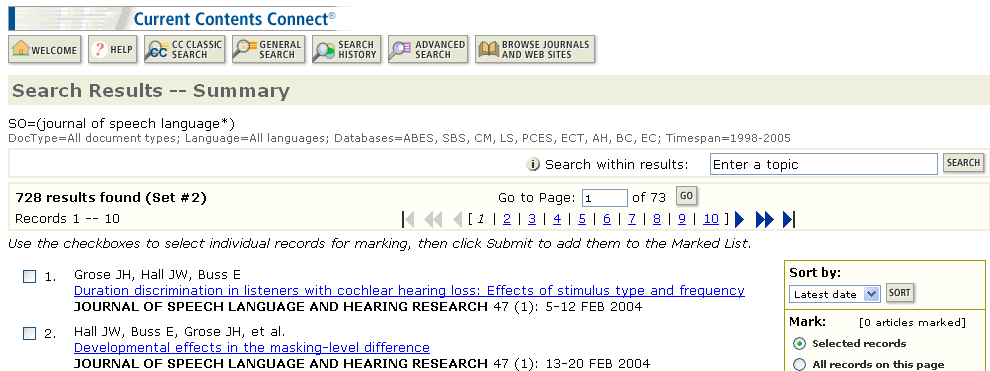 Current Contents Connect®
WELCOME
HELP
CC CLASSIC SEARCH
GENERAL SEARCH
SEARCH HISTORY
ADVANCED SEARCH
BROWSE JOURNALS AND WEB SITES
Search Results -- Summary
SO=(journal of speech language*)
DocType=All document types; Language=All languages; Databases=ABES, SBS, CM, LS, PCES, ECT, AH, BC, EC; Timespan=1998-2005
Search within results: Enter a topic SEARCH
728 results found (Set #2) Go to Page: 1 of 73 GO
Records 1 -- 10 [ 1 | 2 | 3 | 4 | 5 | 6 | 7 | 8 | 9 | 10 ]
Use the checkboxes to select individual records for marking, then click Submit to add them to the Marked List.
1. Grose JH, Hall JW, Buss E
Duration discrimination in listeners with cochlear hearing loss: Effects of stimulus type and frequency
JOURNAL OF SPEECH LANGUAGE AND HEARING RESEARCH 47 (1): 5-12 FEB 2004
2. Hall JW, Buss E, Grose JH, et al.
Developmental effects in the masking-level difference
JOURNAL OF SPEECH LANGUAGE AND HEARING RESEARCH 47 (1): 13-20 FEB 2004
Sort by:
Latest date SORT
Mark: [0 articles marked]
Selected records
All records on this page